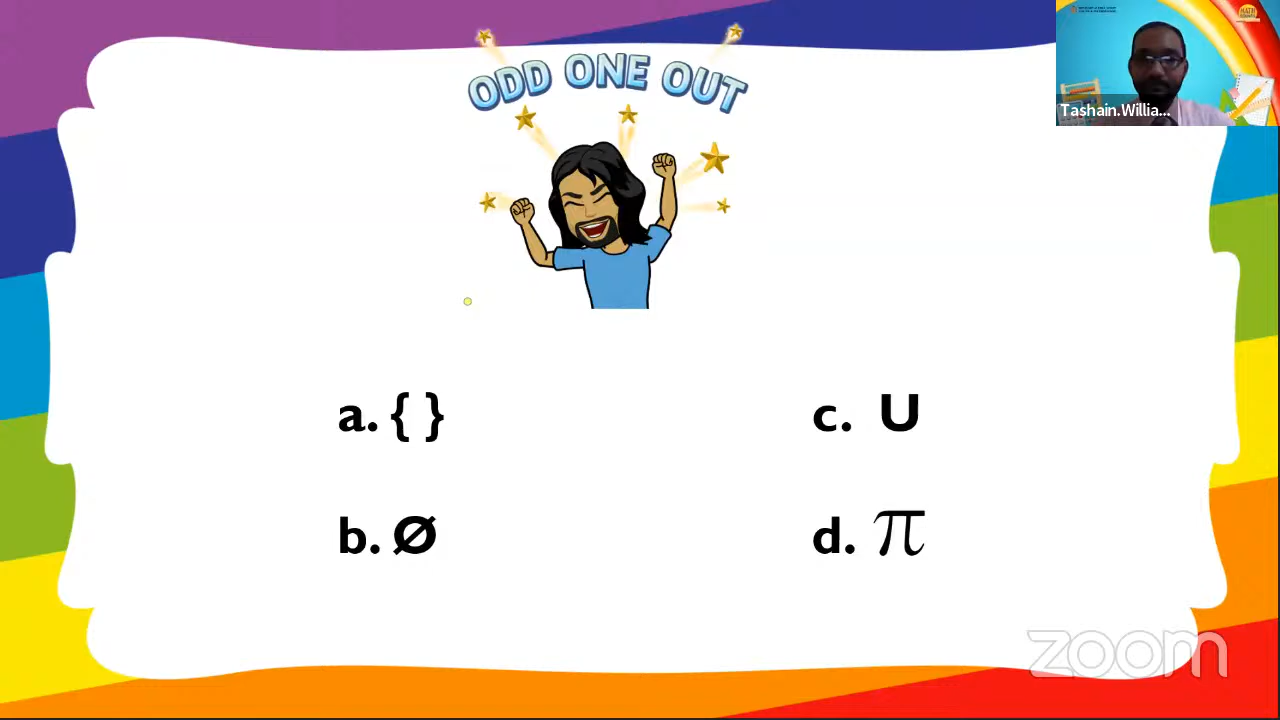 ODD ONE OUT
Tashain.Willia...
a. { }
c. U
b. Ø
d. π
zoom